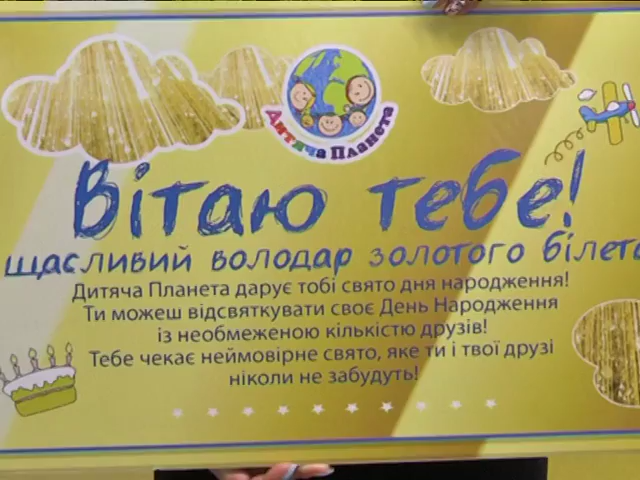 Дитяча Планета
Вітаю тебе!
щасливий володар золотого білета
Дитяча Планета дарує тобі свято дня народження!
Ти можеш відсвяткувати своє День Народження
із необмеженою кількістю друзів!
Тебе чекає неймовірне свято, яке ти і твої друзі
ніколи не забудуть!